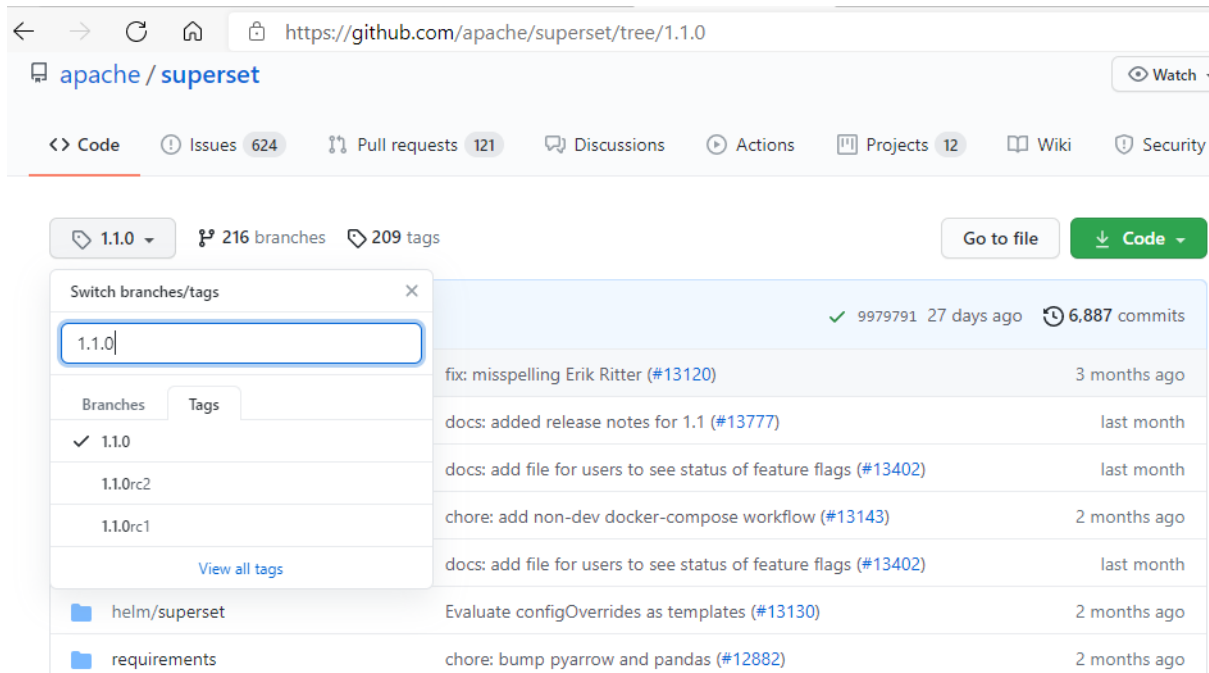 https://github.com/apache/superset/tree/1.1.0
apache / superset
Watch
Code Issues 624 Pull requests 121 Discussions Actions Projects 12 Wiki Security
1.1.0 216 branches 209 tags Go to file Code
Switch branches/tags
1.1.0
Branches Tags
1.1.0
1.1.0rc2
1.1.0rc1
View all tags
9979791 27 days ago 6,887 commits
fix: misspelling Erik Ritter (#13120) 3 months ago
docs: added release notes for 1.1 (#13777) last month
docs: add file for users to see status of feature flags (#13402) last month
chore: add non-dev docker-compose workflow (#13143) 2 months ago
docs: add file for users to see status of feature flags (#13402) last month
helm/superset Evaluate configOverrides as templates (#13130) 2 months ago
requirements chore: bump pyarrow and pandas (#12882) 2 months ago